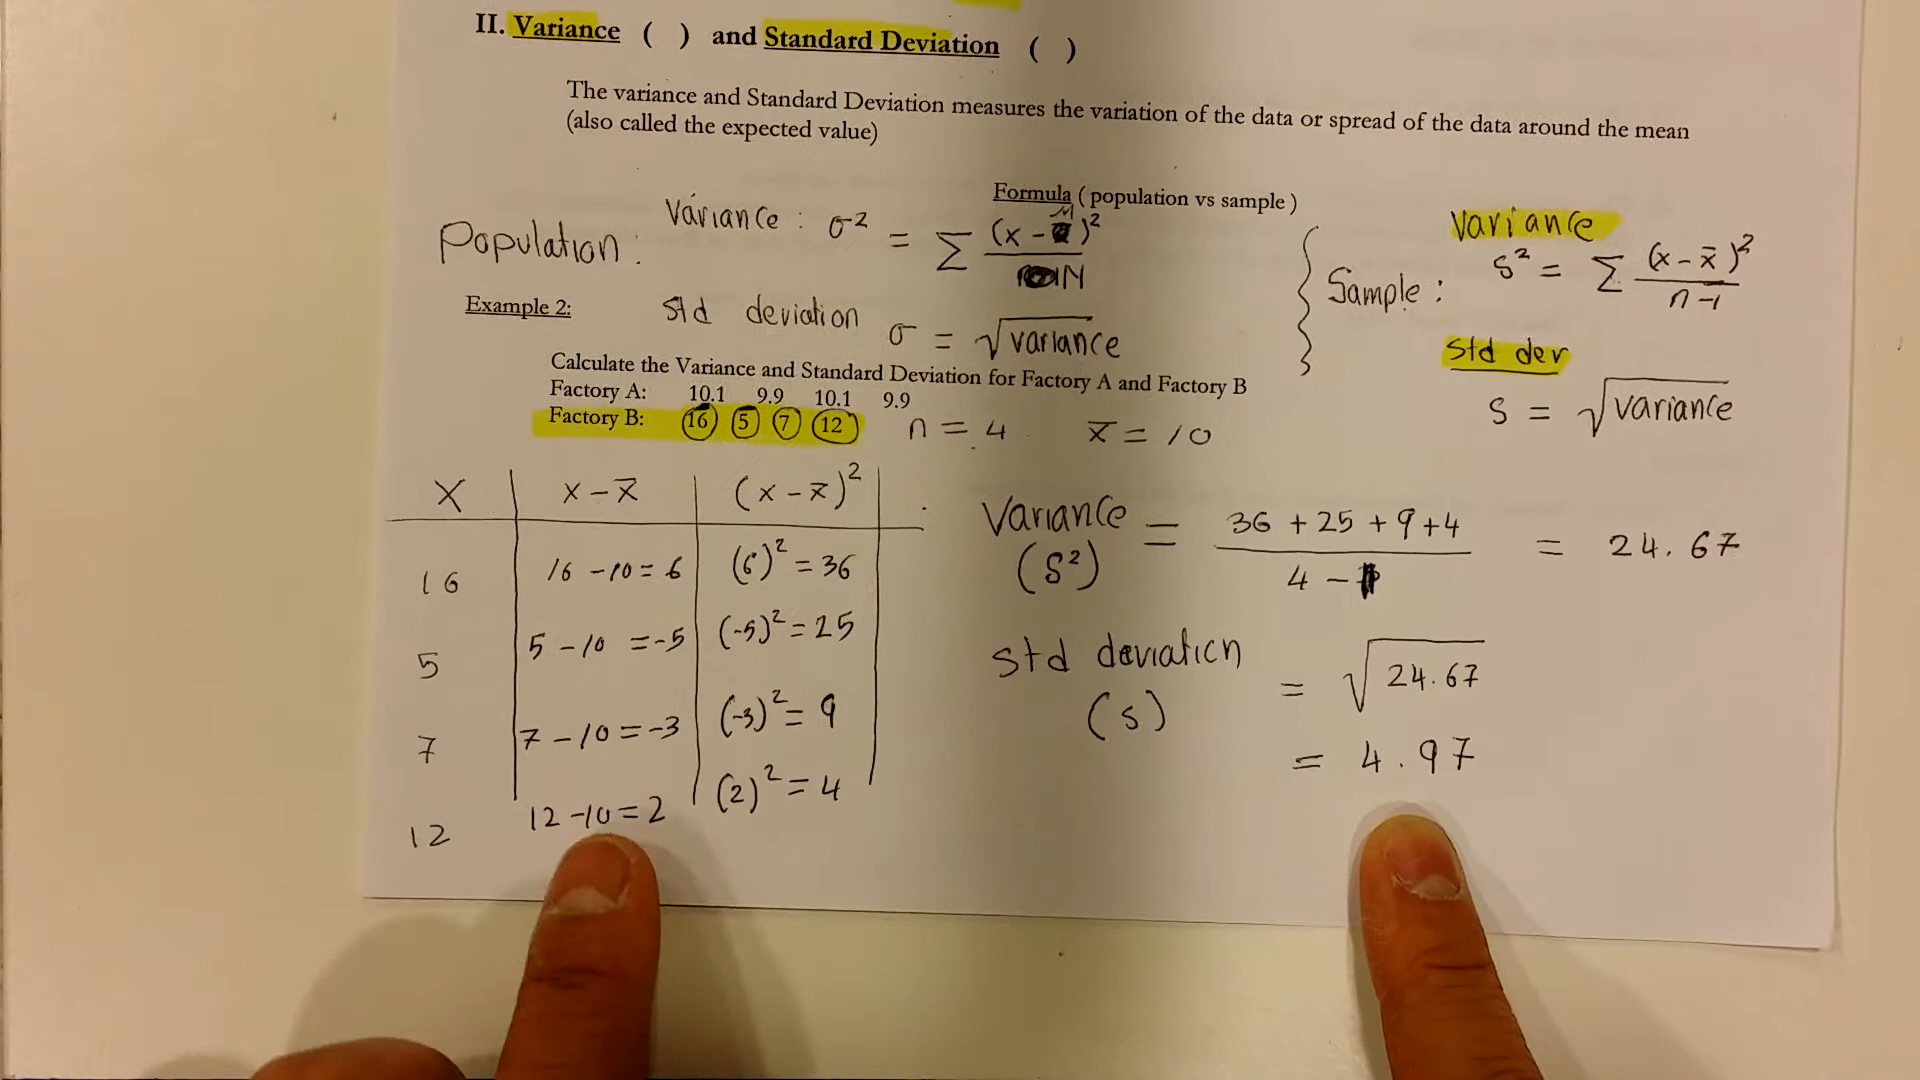 II. Variance ( ) and Standard Deviation ( )
The variance and Standard Deviation measures the variation of the data or spread of the data around the mean
(also called the expected value)
Formula ( population vs sample )
Population: Variance: σ² = Σ (x - μ)² / N
std deviation σ = √variance
Sample: Variance s² = Σ (x - x̄)² / n-1
std dev
s = √variance
Example 2:
Calculate the Variance and Standard Deviation for Factory A and Factory B
Factory A: 10.1 9.9 10.1 9.9
Factory B: 16 5 7 12 n = 4 x̄ = 10
X | x - x̄ | (x - x̄)²
16 | 16 - 10 = 6 | (6)² = 36
5 | 5 - 10 = -5 | (-5)² = 25
7 | 7 - 10 = -3 | (-3)² = 9
12 | 12 - 10 = 2 | (2)² = 4
Variance (S²) = 36 + 25 + 9 + 4 / 4 - 1 = 24.67
std deviation (s) = √24.67
= 4.97